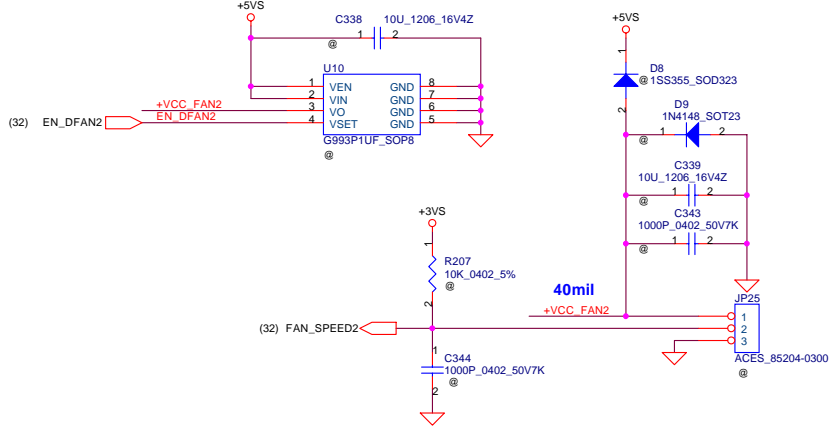 +5VS
C338 10U_1206_16V4Z
1 2
@
U10
1 VEN GND 8
2 VIN GND 7
3 VO GND 6
4 VSET GND 5
+VCC_FAN2
(32) EN_DFAN2 EN_DFAN2
G993P1UF_SOP8
@
+5VS
1
D8
@ 1SS355_SOD323
2
D9
1N4148_SOT23
1 2
@
C339
10U_1206_16V4Z
1 2
@
C343
1000P_0402_50V7K
1 2
@
+3VS
1
R207
10K_0402_5%
@
2
40mil
+VCC_FAN2
(32) FAN_SPEED2
JP25
1
2
3
ACES_85204-0300
@
1
C344
1000P_0402_50V7K
@
2